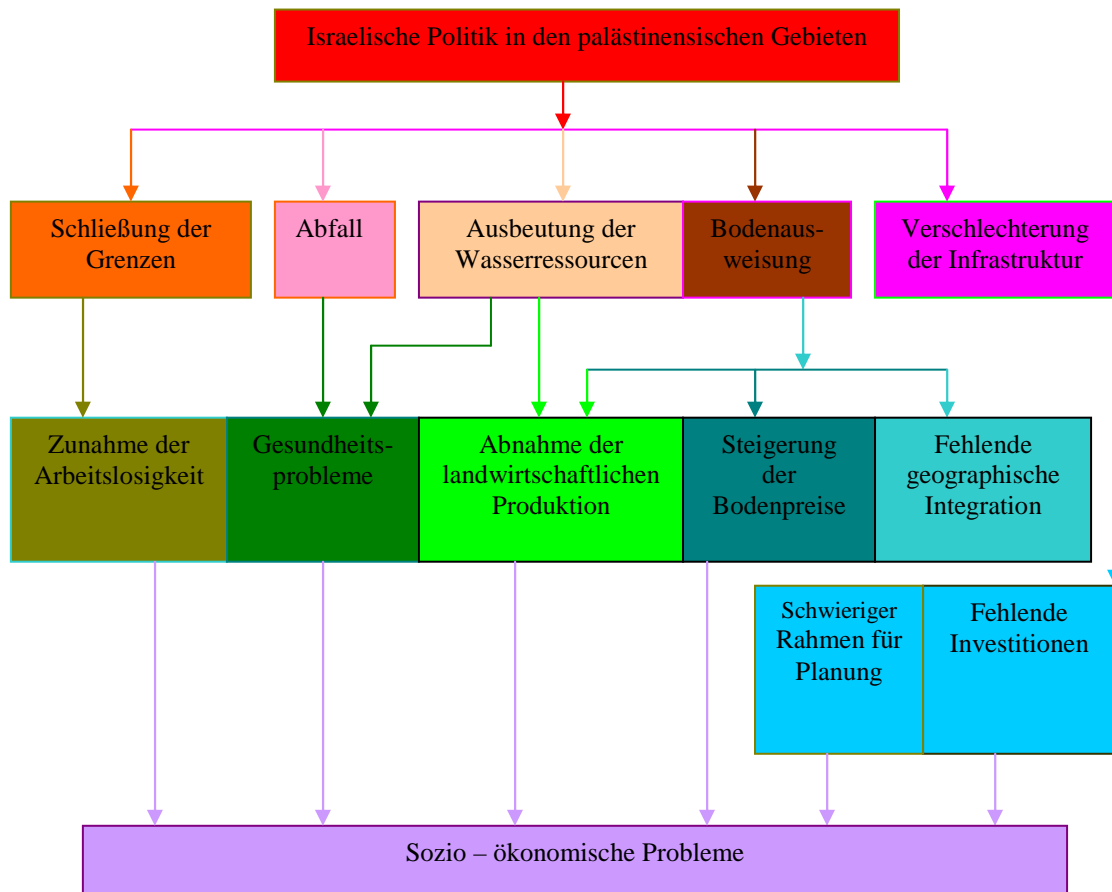 Israelische Politik in den palästinensischen Gebieten
Schließung der
Grenzen
Abfall
Ausbeutung der
Wasserressourcen
Bodenaus-
weisung
Verschlechterung
der Infrastruktur
Zunahme der
Arbeitslosigkeit
Gesundheits-
probleme
Abnahme der
landwirtschaftlichen
Produktion
Steigerung
der
Bodenpreise
Fehlende
geographische
Integration
Schwieriger
Rahmen für
Planung
Fehlende
Investitionen
Sozio – ökonomische Probleme